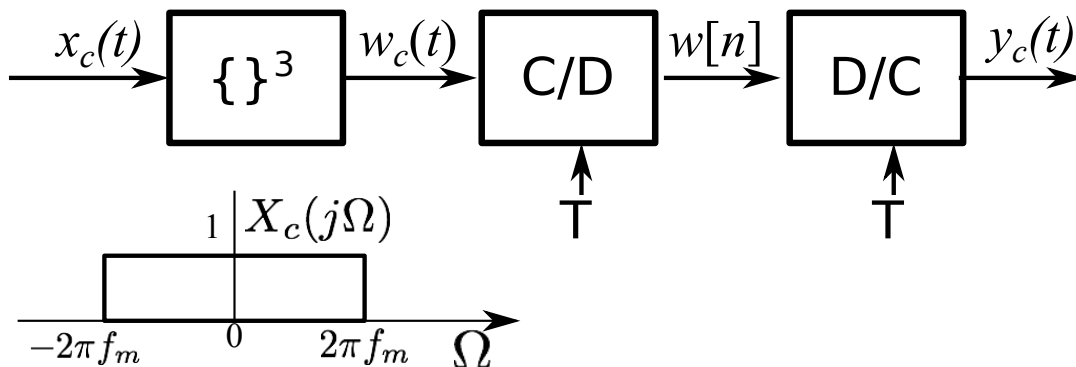 x_c(t) { }³ w_c(t) C/D w[n] D/C y_c(t)
T T
1 X_c(jΩ)
−2πf_m 0 2πf_m Ω